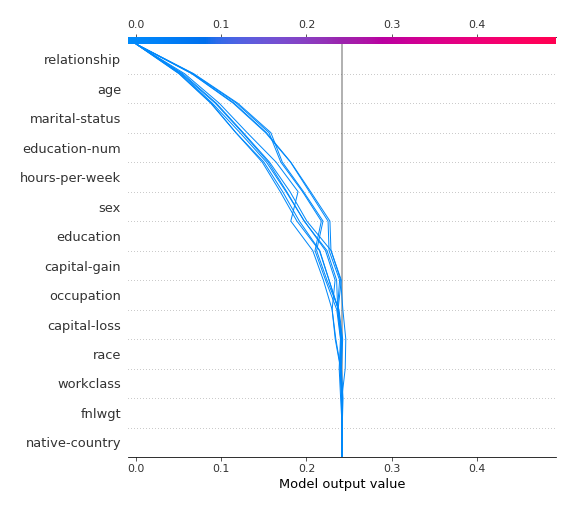 0.0 0.1 0.2 0.3 0.4
relationship
age
marital-status
education-num
hours-per-week
sex
education
capital-gain
occupation
capital-loss
race
workclass
fnlwgt
native-country
0.0 0.1 0.2 0.3 0.4
Model output value